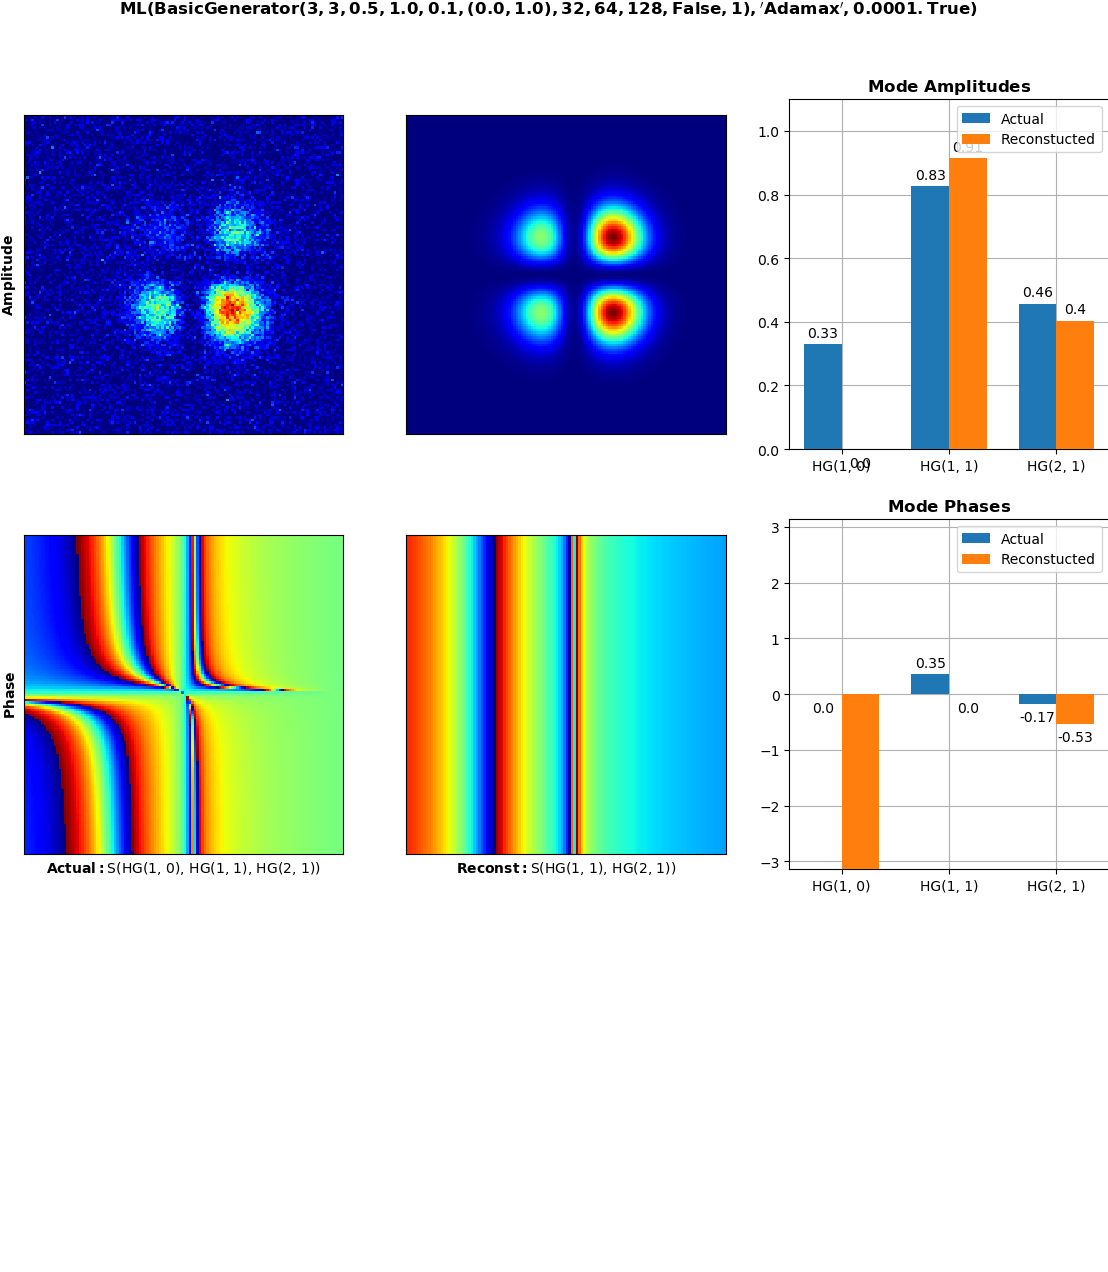 ML(BasicGenerator(3, 3, 0.5, 1.0, 0.1, (0.0, 1.0), 32, 64, 128, False, 1), ′Adamax′, 0.0001. True)
Amplitude
Mode Amplitudes
Actual
Reconstucted
1.0
0.8
0.6
0.4
0.2
0.0
0.33
0.0
0.83
0.91
0.46
0.4
HG(1, 0)
HG(1, 1)
HG(2, 1)
Phase
Actual: S(HG(1, 0), HG(1, 1), HG(2, 1))
Reconst: S(HG(1, 1), HG(2, 1))
Mode Phases
Actual
Reconstucted
3
2
1
0
−1
−2
−3
0.0
0.35
0.0
-0.17
-0.53
HG(1, 0)
HG(1, 1)
HG(2, 1)